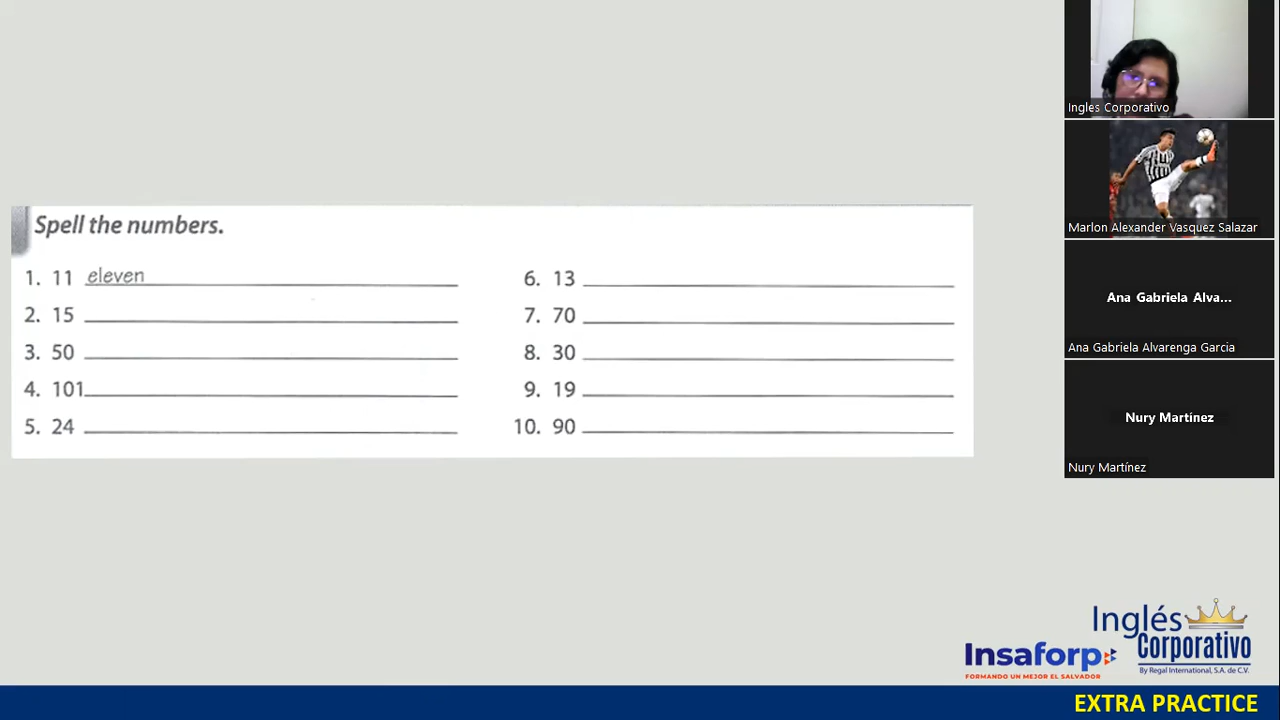 Spell the numbers.
1. 11 eleven
2. 15
3. 50
4. 101
5. 24
6. 13
7. 70
8. 30
9. 19
10. 90
Ingles Corporativo
Marlon Alexander Vasquez Salazar
Ana Gabriela Alva...
Ana Gabriela Alvarenga Garcia
Nury Martínez
Nury Martínez
Insaforp
FORMANDO UN MEJOR EL SALVADOR
Inglés
Corporativo
By Regal International, S.A. de C.V.
EXTRA PRACTICE